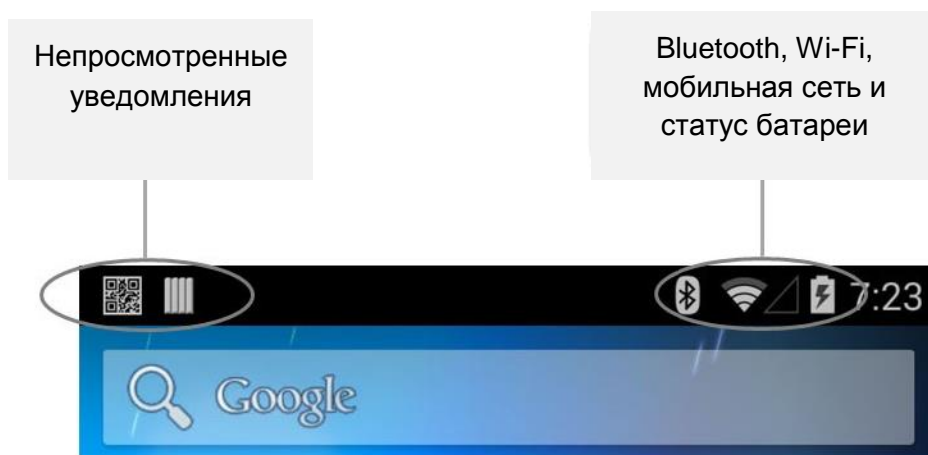 Непросмотренные
уведомления
Bluetooth, Wi-Fi,
мобильная сеть и
статус батареи
7:23
Google